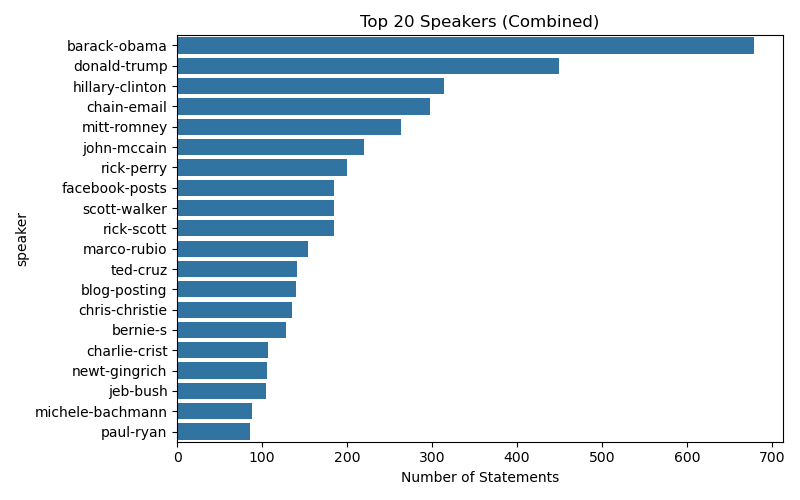 Top 20 Speakers (Combined)
speaker
barack-obama
donald-trump
hillary-clinton
chain-email
mitt-romney
john-mccain
rick-perry
facebook-posts
scott-walker
rick-scott
marco-rubio
ted-cruz
blog-posting
chris-christie
bernie-s
charlie-crist
newt-gingrich
jeb-bush
michele-bachmann
paul-ryan
0 100 200 300 400 500 600 700
Number of Statements